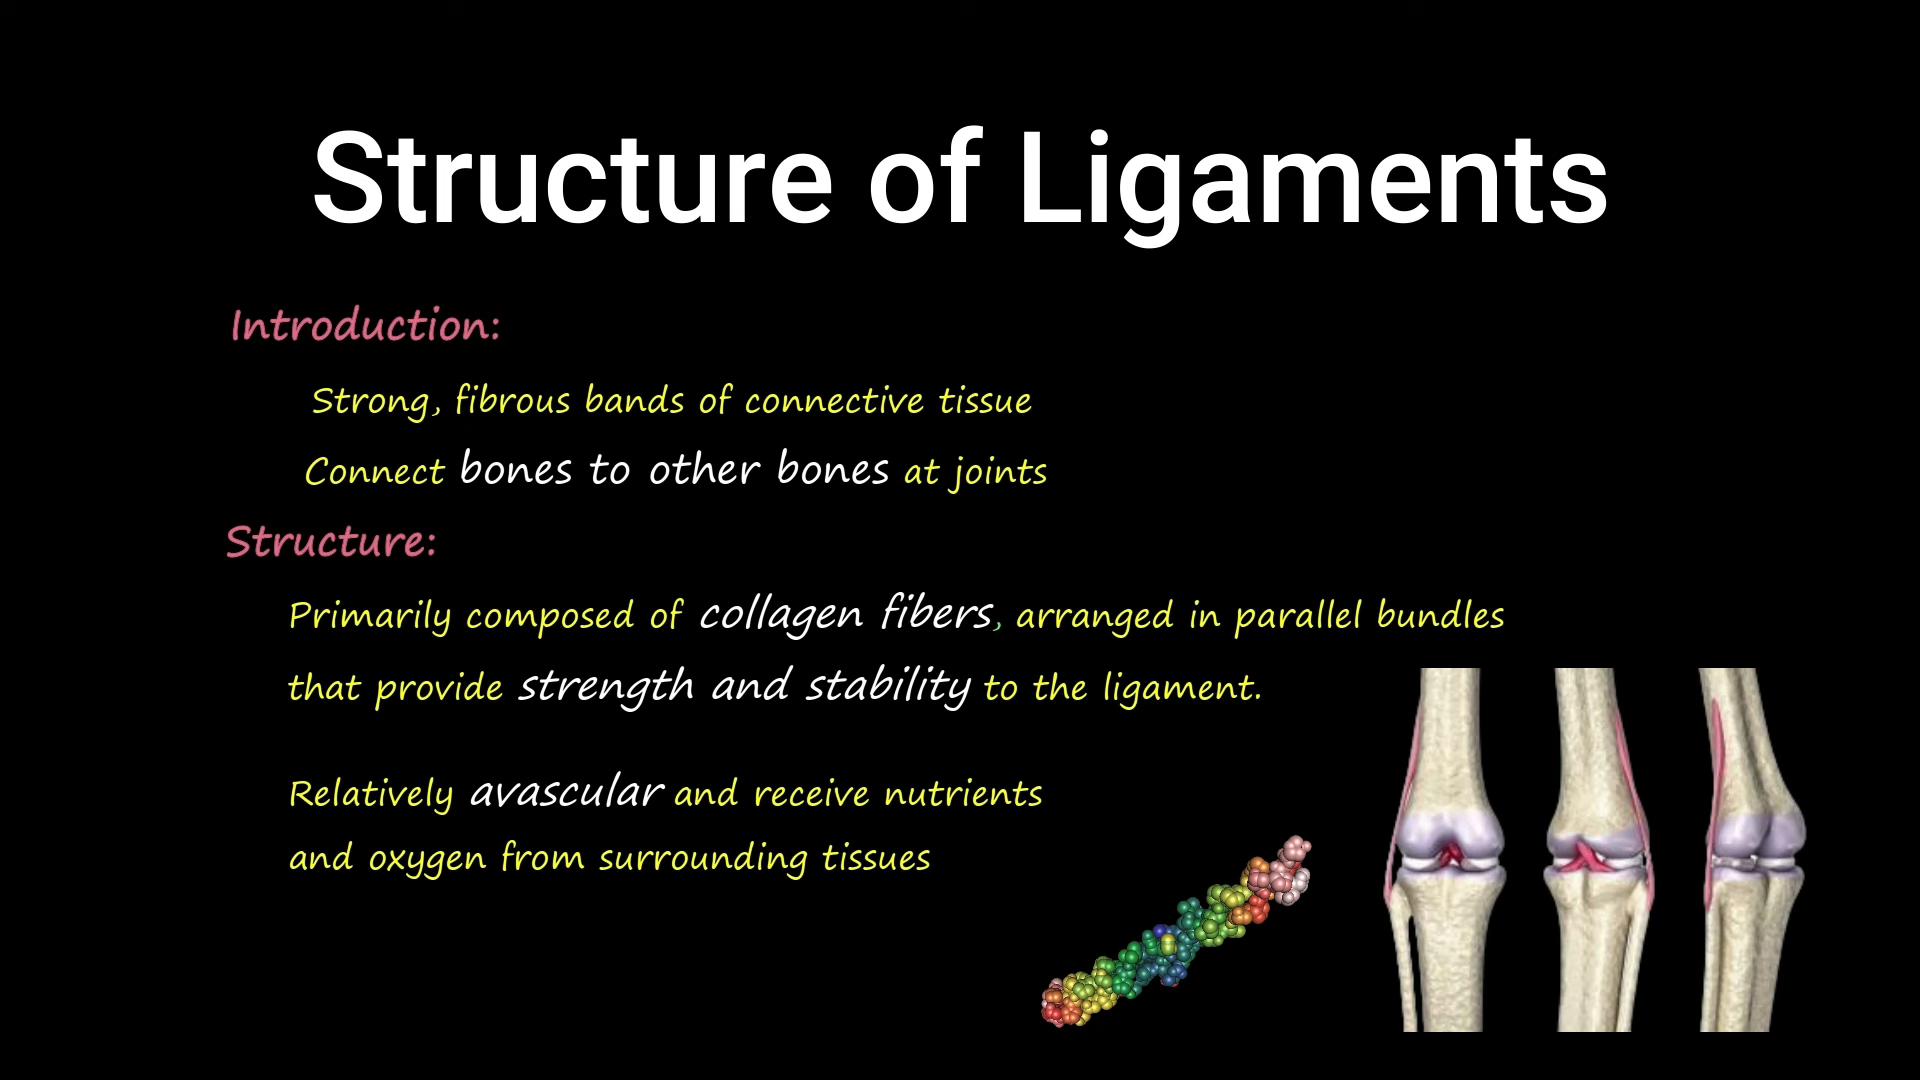 Structure of Ligaments
Introduction:
Strong, fibrous bands of connective tissue
Connect bones to other bones at joints
Structure:
Primarily composed of collagen fibers, arranged in parallel bundles
that provide strength and stability to the ligament.
Relatively avascular and receive nutrients
and oxygen from surrounding tissues